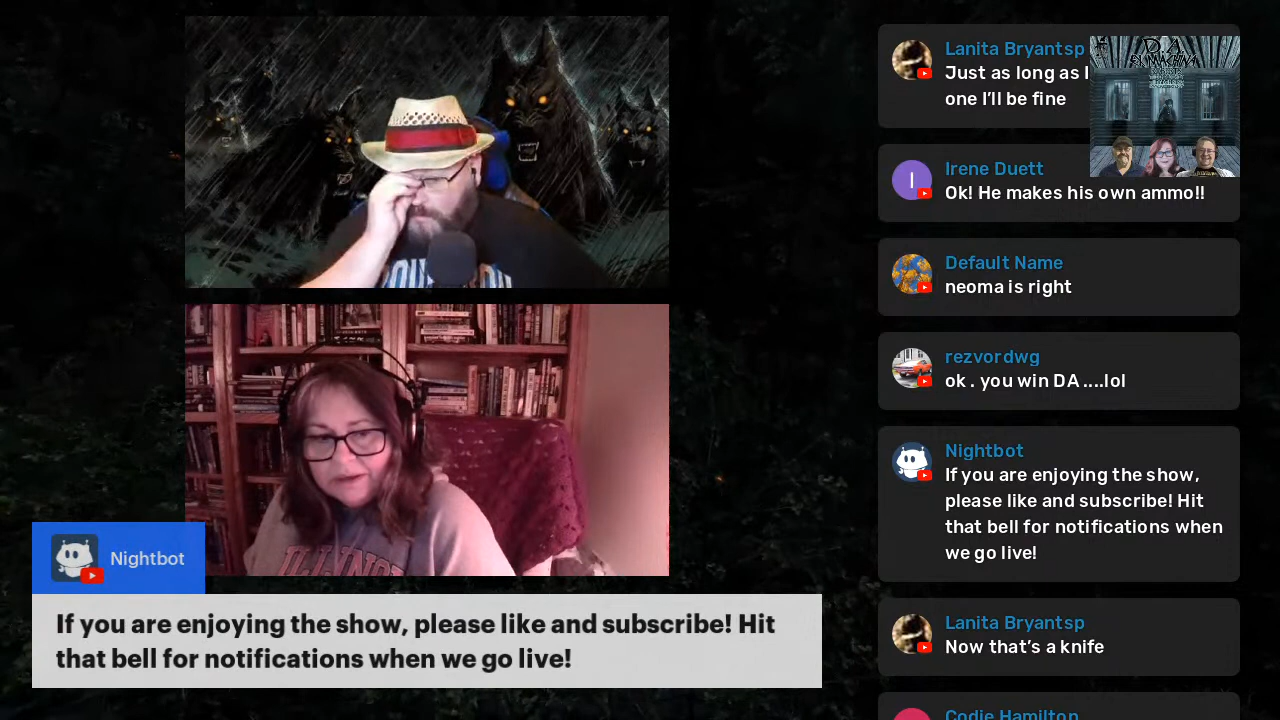 Lanita Bryantsp
Just as long as I
one I'll be fine
Irene Duett
Ok! He makes his own ammo!!
Default Name
neoma is right
rezvordwg
ok . you win DA ....lol
Nightbot
If you are enjoying the show,
please like and subscribe! Hit
that bell for notifications when
we go live!
Lanita Bryantsp
Now that's a knife
Codie Hamilton
I
D.A.
EX MACHINA
ILLINO
Nightbot
If you are enjoying the show, please like and subscribe! Hit
that bell for notifications when we go live!